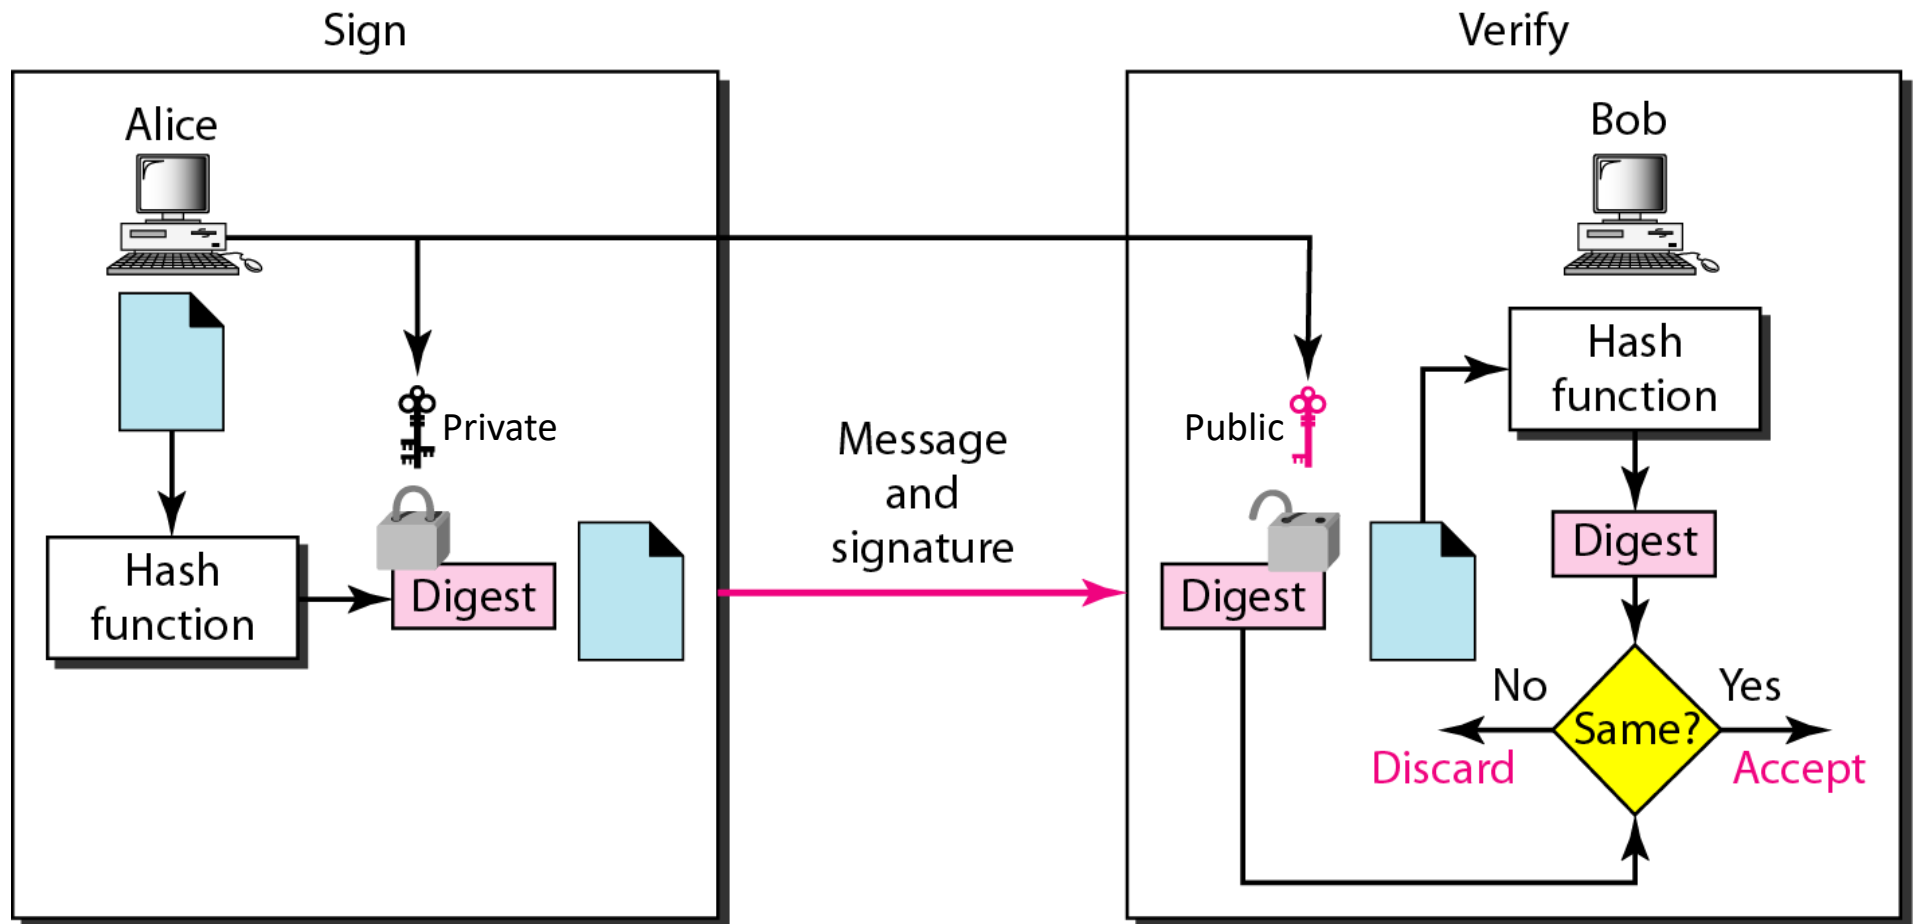 Sign
Verify
Alice
Bob
Private
Hash
function
Digest
Message
and
signature
Public
Digest
Hash
function
Digest
Same?
No
Yes
Discard
Accept